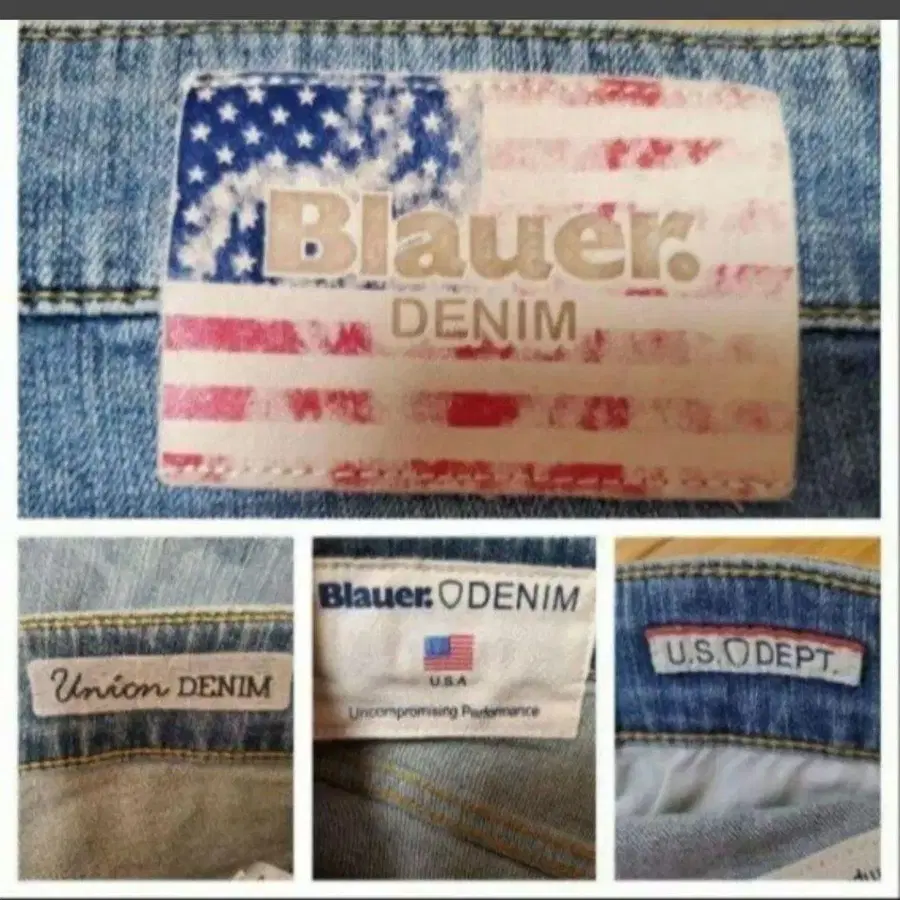 Blauer.
DENIM
Union DENIM
Blauer. DENIM
U.S.A
Uncompromising Performance
U.S. DEPT.